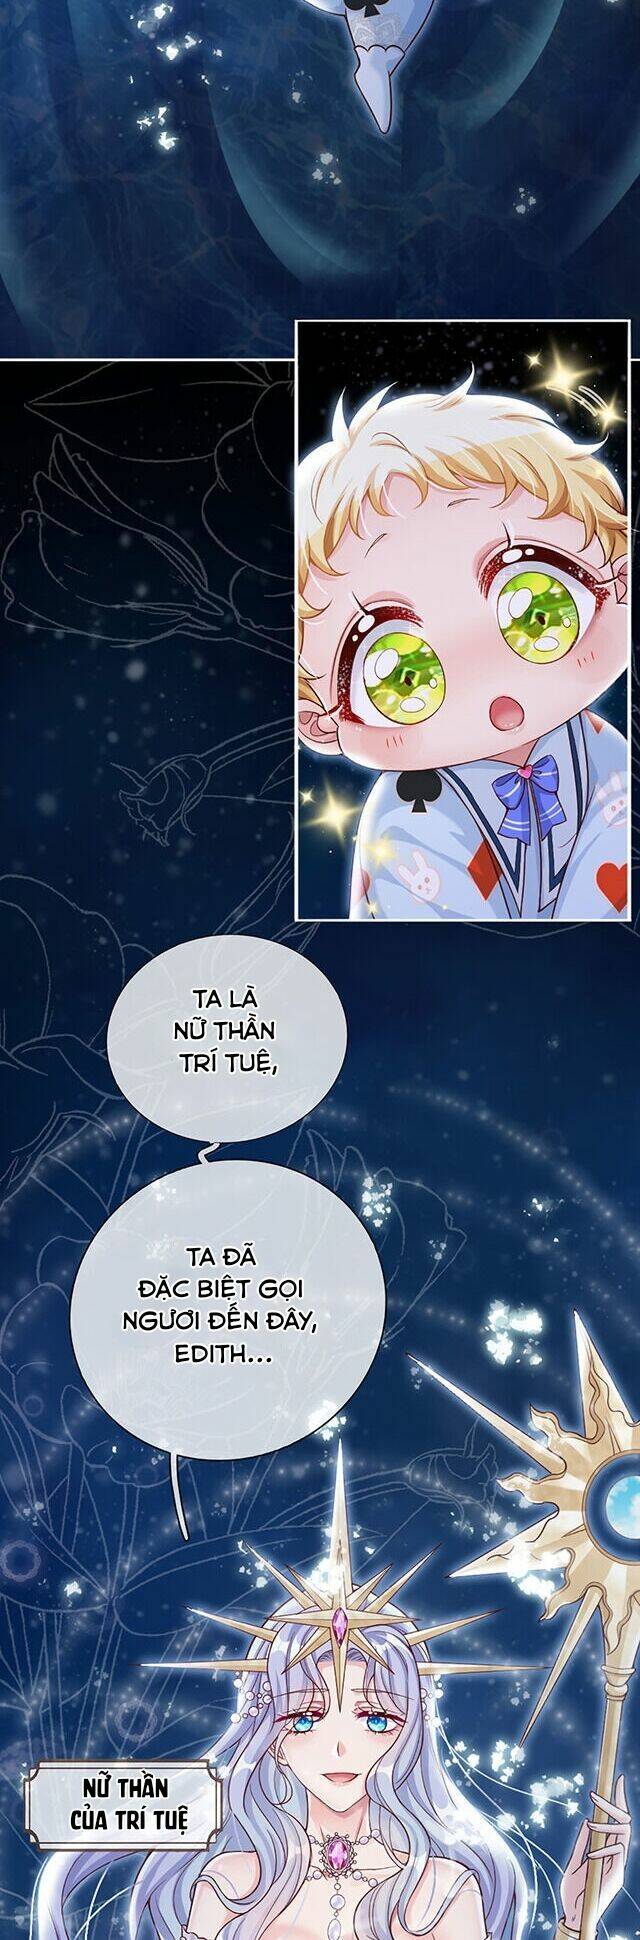 TA LÀ
NỮ THẦN
TRÍ TUỆ,
TA ĐÃ
ĐẶC BIỆT GỌI
NGƯƠI ĐẾN ĐÂY,
EDITH...
NỮ THẦN
CỦA TRÍ TUỆ